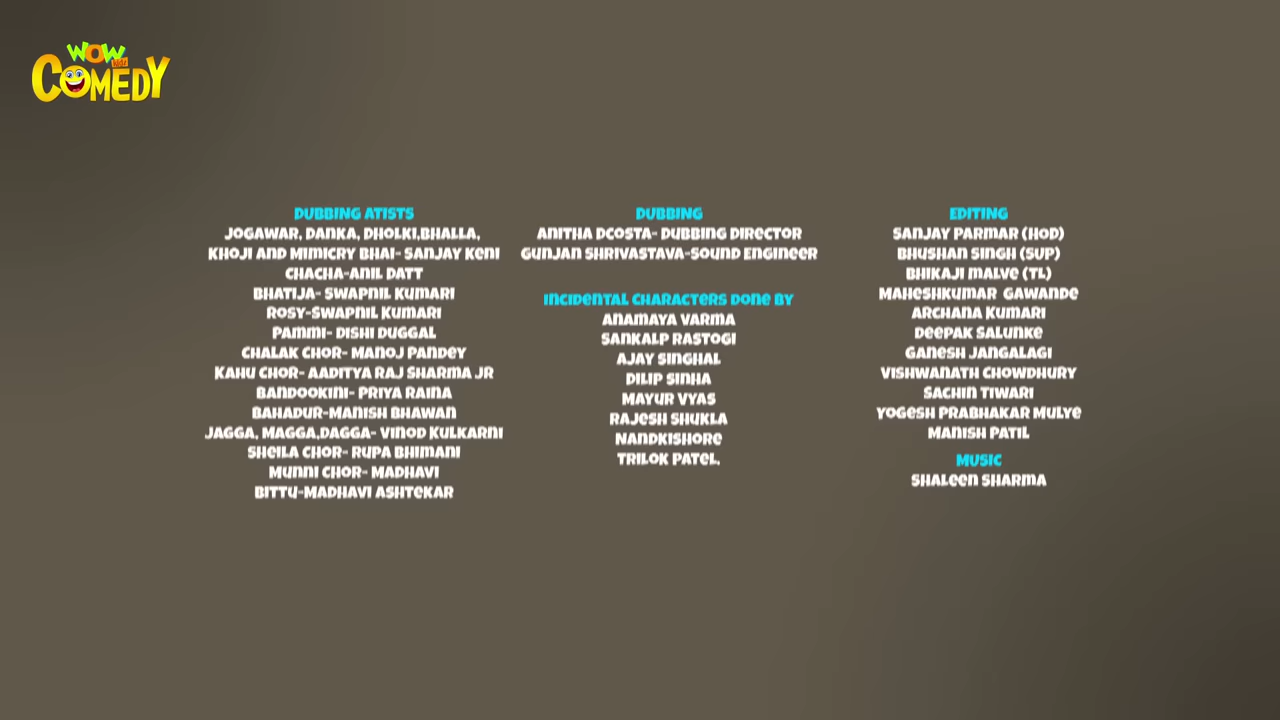 WOW
Kidz
COMEDY
DUBBING ATISTS
JOGAWAR, DANKA, DHOLKI,BHALLA,
KHOJI AND MIMICRY BHAI- SANJAY KENI
CHACHA-ANIL DATT
BHATIJA- SWAPNIL KUMARI
ROSY-SWAPNIL KUMARI
PAMMI- DISHI DUGGAL
CHALAK CHOR- MANOJ PANDEY
KAHU CHOR- AADITYA RAJ SHARMA JR
BANDOOKINI- PRIYA RAINA
BAHADUR-MANISH BHAWAN
JAGGA, MAGGA,DAGGA- VINOD KULKARNI
SHEILA CHOR- RUPA BHIMANI
MUNNI CHOR- MADHAVI
BITTU-MADHAVI ASHTEKAR
DUBBING
ANITHA DCOSTA- DUBBING DIRECTOR
GUNJAN SHRIVASTAVA-SOUND ENGINEER
INCIDENTAL CHARACTERS DONE BY
ANAMAYA VARMA
SANKALP RASTOGI
AJAY SINGHAL
DILIP SINHA
MAYUR VYAS
RAJESH SHUKLA
NANDKISHORE
TRILOK PATEL.
EDITING
SANJAY PARMAR (HOD)
BHUSHAN SINGH (SUP)
BHIKAJI MALVE (TL)
MAHESHKUMAR GAWANDE
ARCHANA KUMARI
DEEPAK SALUNKE
GANESH JANGALAGI
VISHWANATH CHOWDHURY
SACHIN TIWARI
YOGESH PRABHAKAR MULYE
MANISH PATIL
MUSIC
SHALEEN SHARMA